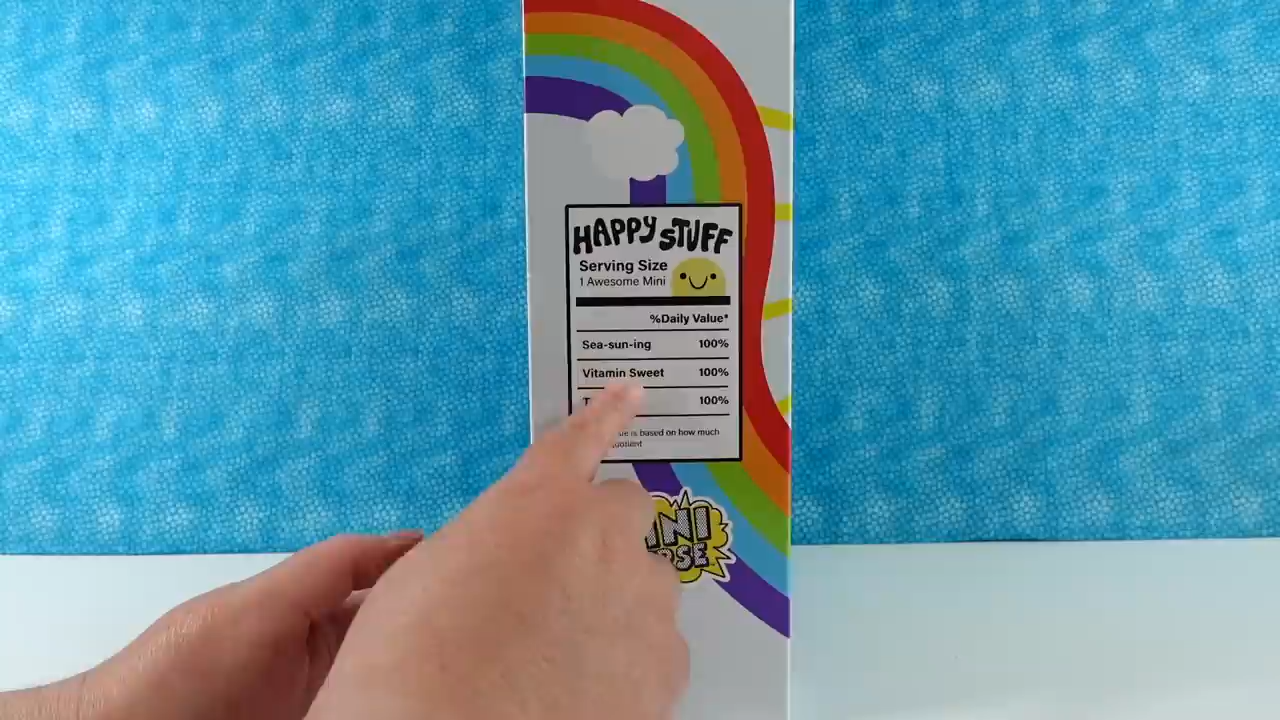 HAPPY STUFF
Serving Size
1 Awesome Mini
%Daily Value*
Sea-sun-ing 100%
Vitamin Sweet 100%
100%
is based on how much